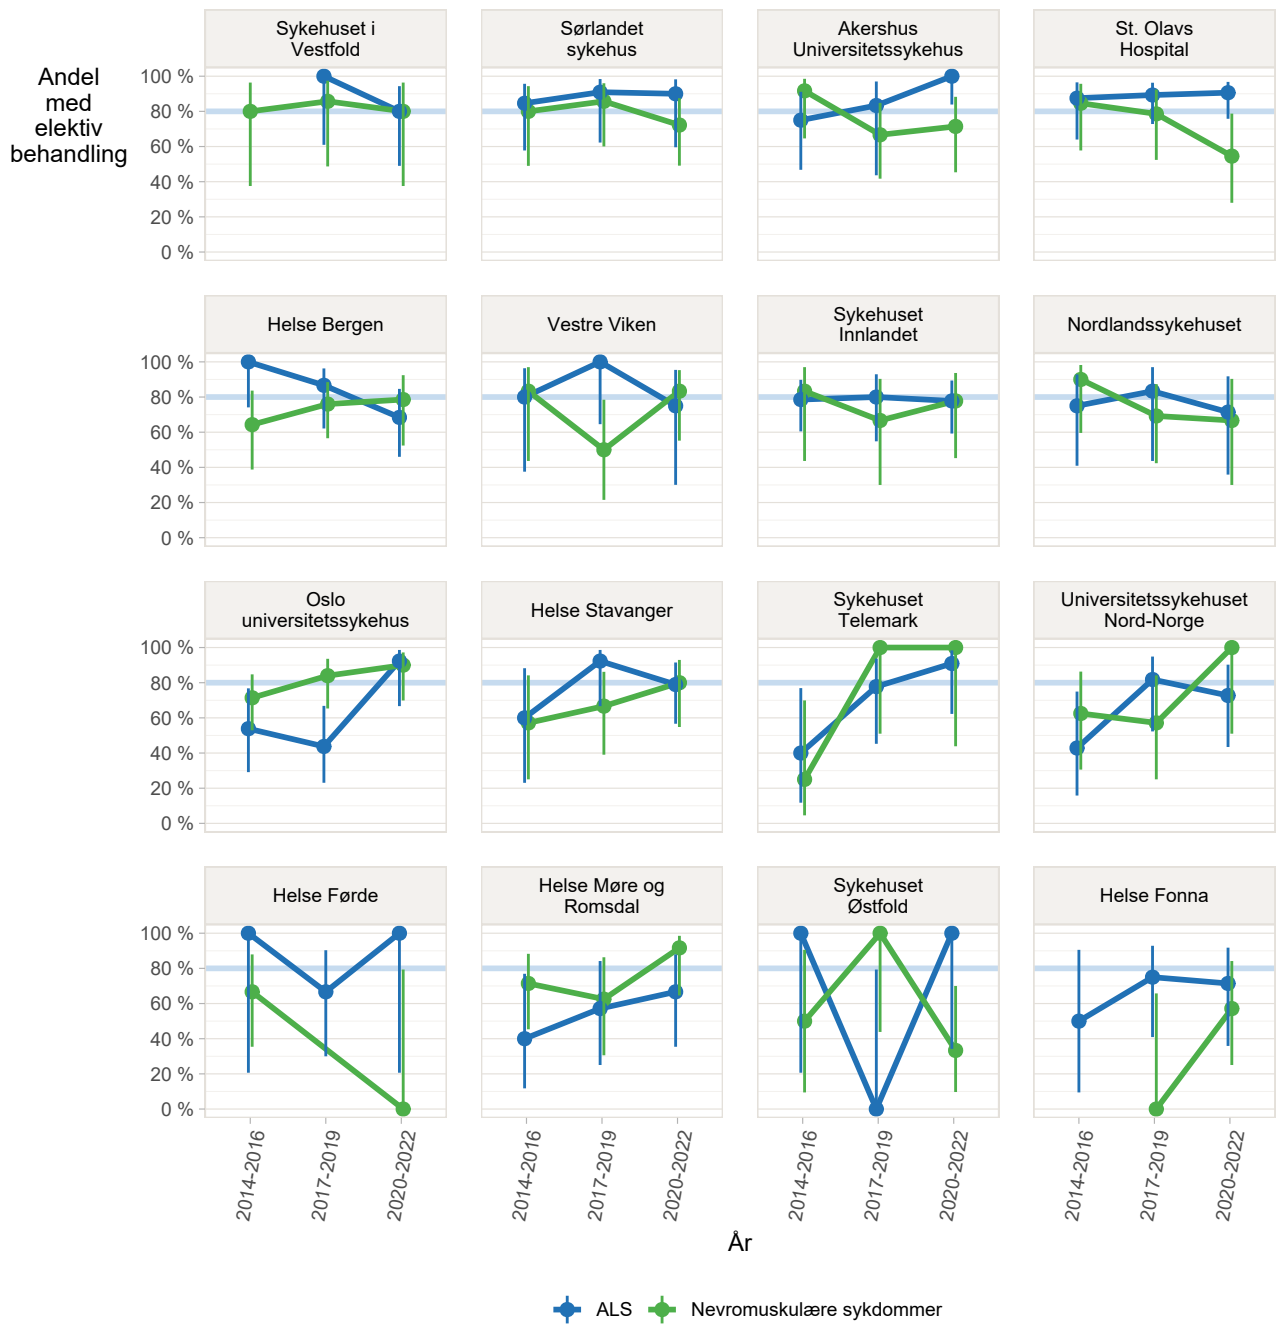 Andel
med
elektiv
behandling
Sykehuset i
Vestfold
Sørlandet
sykehus
Akershus
Universitetssykehus
St. Olavs
Hospital
100 %
80 %
60 %
40 %
20 %
0 %
Helse Bergen
Vestre Viken
Sykehuset
Innlandet
Nordlandssykehuset
100 %
80 %
60 %
40 %
20 %
0 %
Oslo
universitetssykehus
Helse Stavanger
Sykehuset
Telemark
Universitetssykehuset
Nord-Norge
100 %
80 %
60 %
40 %
20 %
0 %
Helse Førde
Helse Møre og
Romsdal
Sykehuset
Østfold
Helse Fonna
100 %
80 %
60 %
40 %
20 %
0 %
2014-2016
2017-2019
2020-2022
2014-2016
2017-2019
2020-2022
2014-2016
2017-2019
2020-2022
2014-2016
2017-2019
2020-2022
År
ALS
Nevromuskulære sykdommer